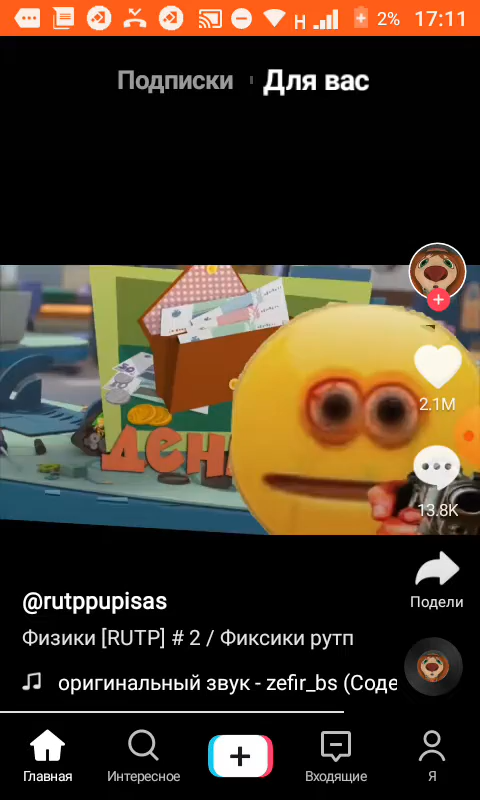 H 2% 17:11
Подписки Для вас
ДЕН
2.1M
13.8K
Подели
@rutppupisas
Физики [RUTP] # 2 / Фиксики рутп
оригинальный звук - zefir_bs (Соде
Главная Интересное Входящие Я